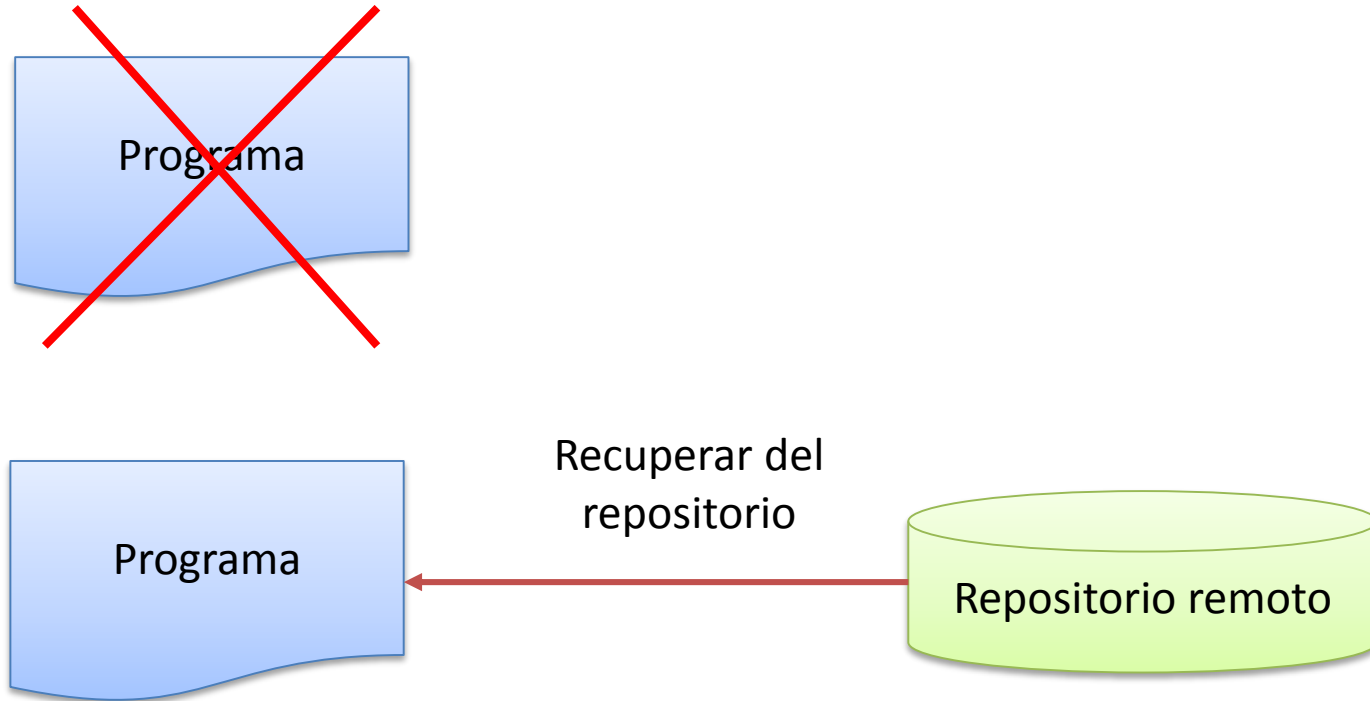 Programa
Recuperar del
repositorio
Programa
Repositorio remoto